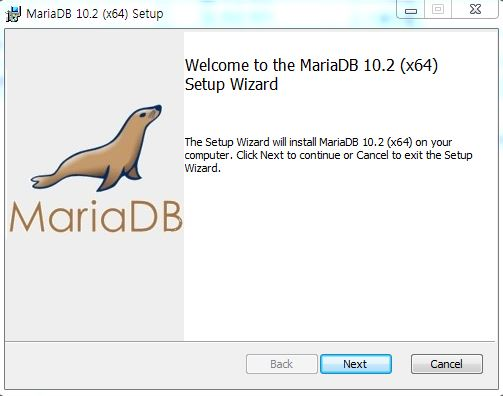 MariaDB 10.2 (x64) Setup
Welcome to the MariaDB 10.2 (x64)
Setup Wizard
The Setup Wizard will install MariaDB 10.2 (x64) on your
computer. Click Next to continue or Cancel to exit the Setup
Wizard.
MariaDB
Back
Next
Cancel